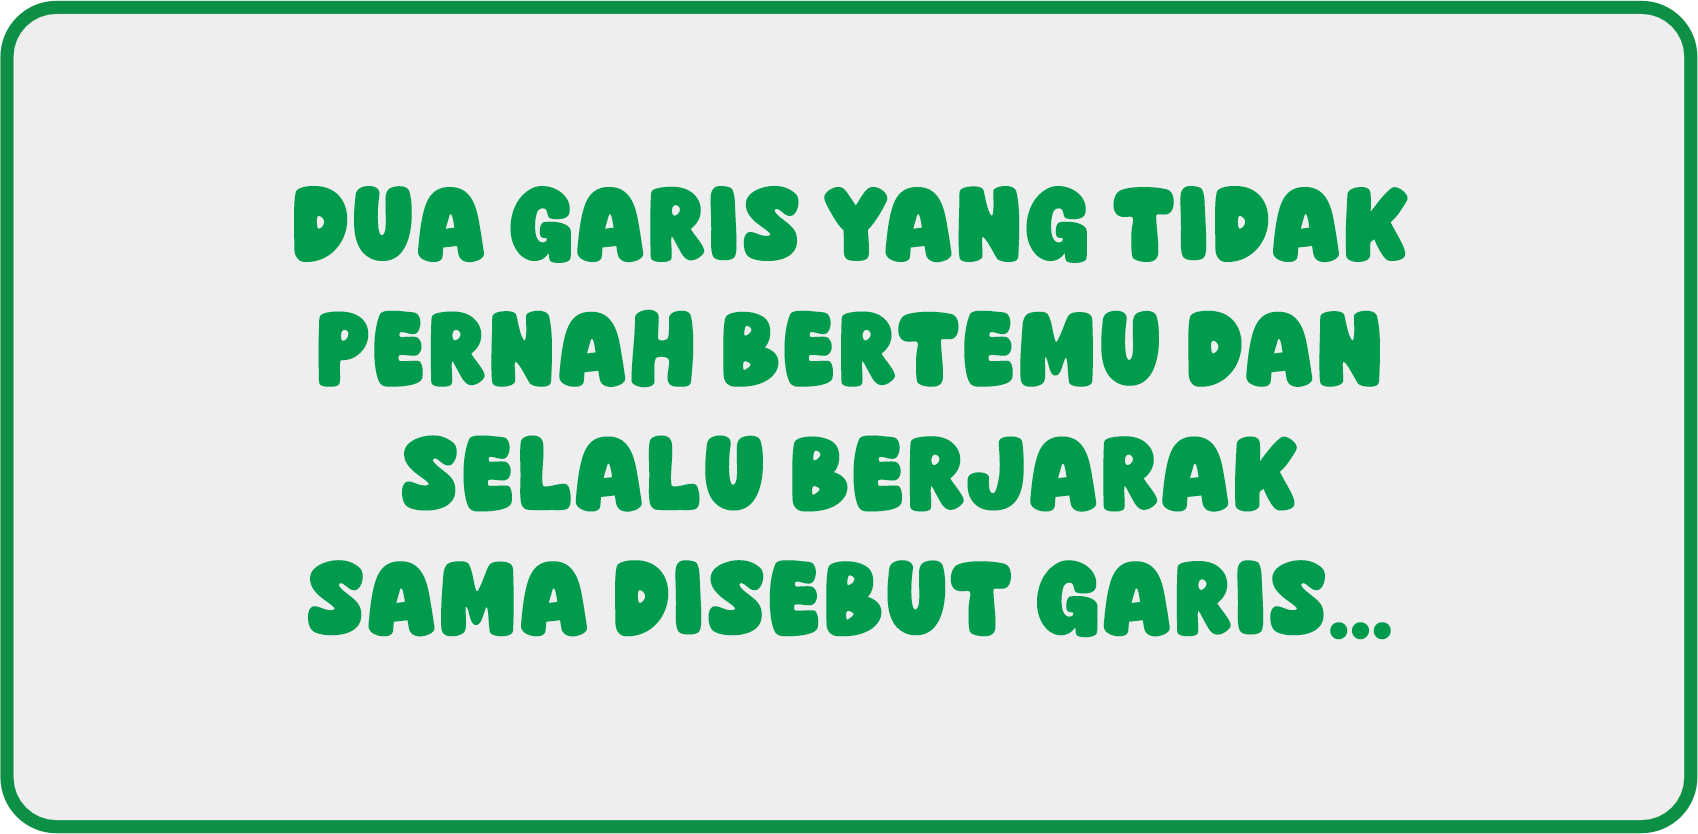 DUA GARIS YANG TIDAK
PERNAH BERTEMU DAN
SELALU BERJARAK
SAMA DISEBUT GARIS...